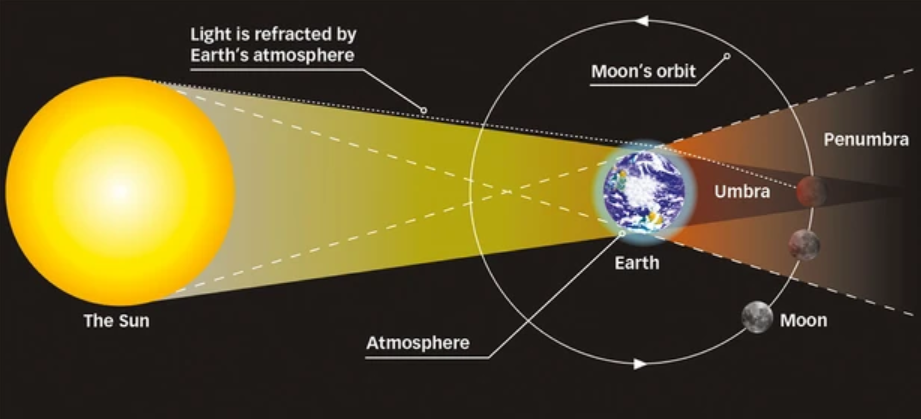 Light is refracted by
Earth's atmosphere
Moon's orbit
Penumbra
Umbra
Earth
The Sun
Moon
Atmosphere